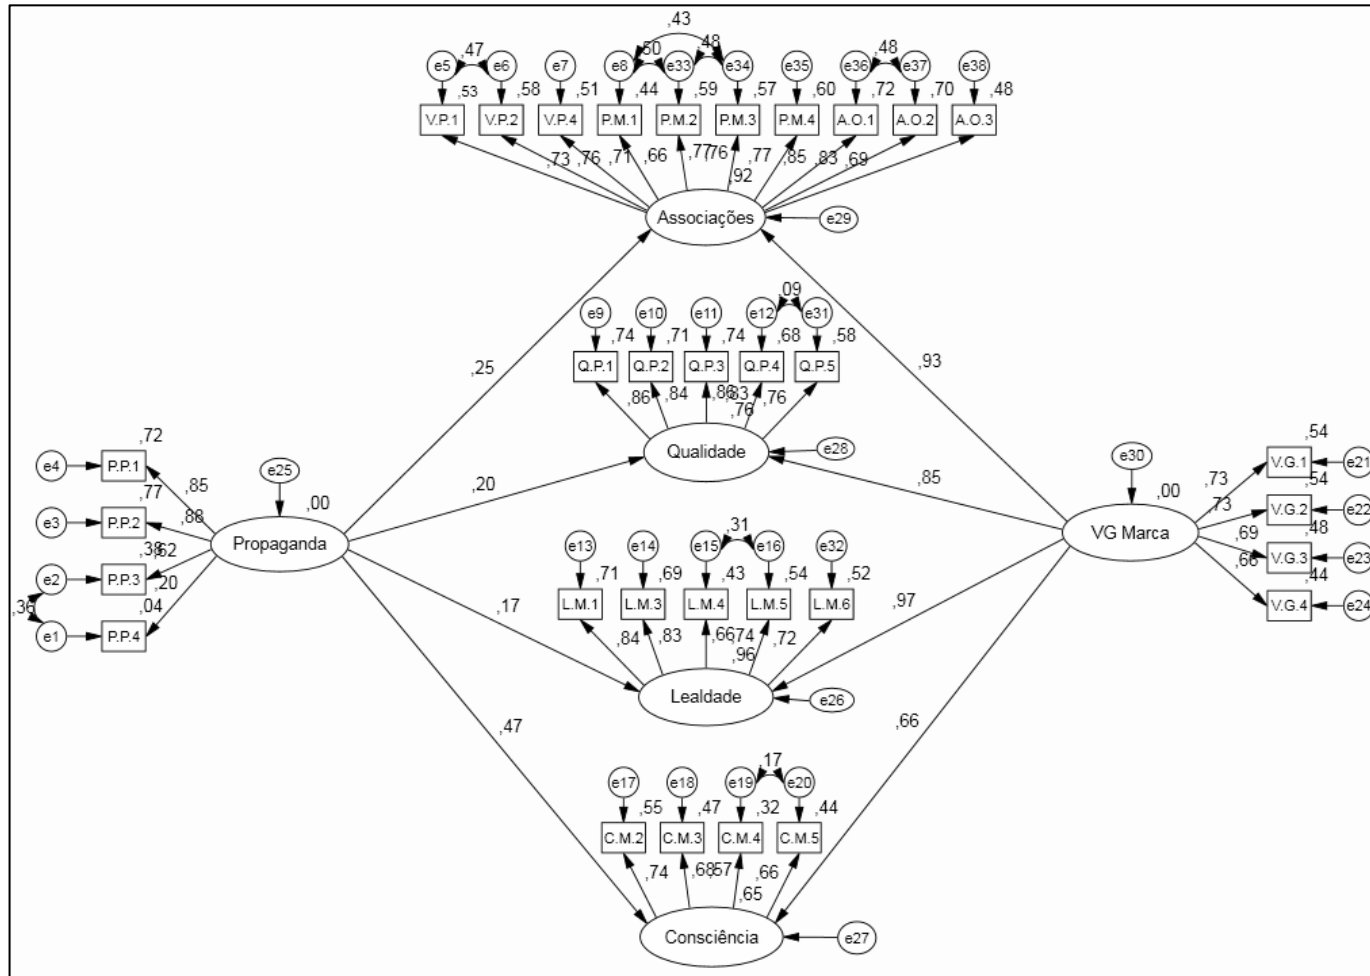 ,43
,47 ,50 ,48 ,48
e5 e6 e7 e8 e33 e34 e35 e36 e37 e38
,53 ,58 ,51 ,44 ,59 ,57 ,60 ,72 ,70 ,48
V.P.1 V.P.2 V.P.4 P.M.1 P.M.2 P.M.3 P.M.4 A.O.1 A.O.2 A.O.3
,73 ,76 ,71 ,66 ,77 ,76 ,77 ,85 ,83 ,69
,92
Associações e29
,09
e9 e10 e11 e12 e31
,74 ,71 ,74 ,68 ,58
Q.P.1 Q.P.2 Q.P.3 Q.P.4 Q.P.5
,25 ,93
,86 ,84 ,86 ,83 ,76
,76
Qualidade e28
,20 ,85
,72
e4 P.P.1
,85
,77
e3 P.P.2
,88
,38 ,62
e2 P.P.3
,20
,36 ,04
e1 P.P.4
e25
,00
Propaganda
e30
,00
VG Marca
,54
,73 V.G.1 e21
,54
,73 V.G.2 e22
,48
,69 V.G.3 e23
,44
,66 V.G.4 e24
,31
e13 e14 e15 e16 e32
,71 ,69 ,43 ,54 ,52
L.M.1 L.M.3 L.M.4 L.M.5 L.M.6
,17 ,97
,84 ,83 ,66 ,74 ,72
,96
Lealdade e26
,47 ,66
,17
e17 e18 e19 e20
,55 ,47 ,32 ,44
C.M.2 C.M.3 C.M.4 C.M.5
,74 ,68 ,57 ,66
,65
Consciência e27